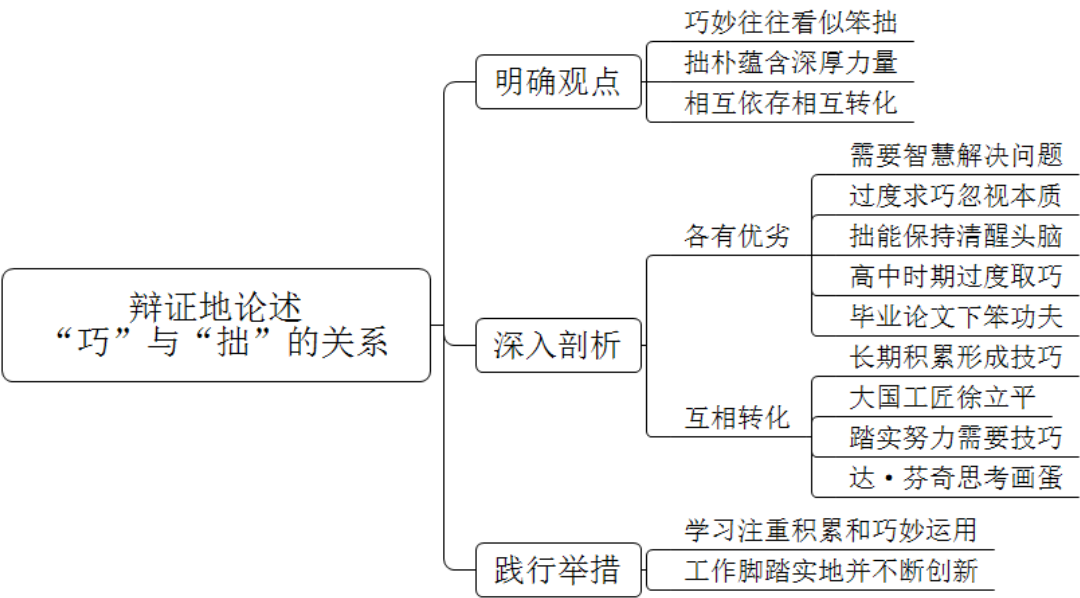 辩证地论述
“巧”与“拙”的关系
明确观点
巧妙往往看似笨拙
拙朴蕴含深厚力量
相互依存相互转化
深入剖析
各有优劣
需要智慧解决问题
过度求巧忽视本质
拙能保持清醒头脑
高中时期过度取巧
毕业论文下笨功夫
互相转化
长期积累形成技巧
大国工匠徐立平
踏实努力需要技巧
达·芬奇思考画蛋
践行举措
学习注重积累和巧妙运用
工作脚踏实地并不断创新